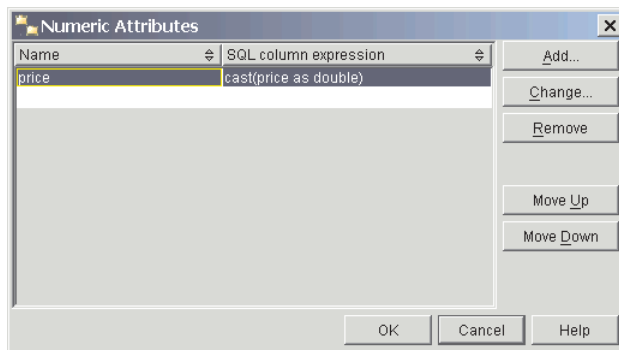 Numeric Attributes
Name SQL column expression
price cast(price as double)
Add...
Change...
Remove
Move Up
Move Down
OK Cancel Help